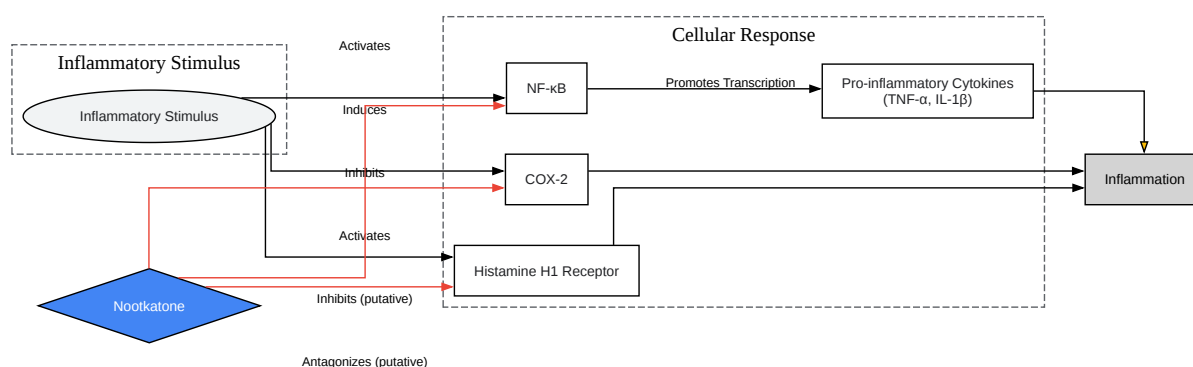 Inflammatory Stimulus
Inflammatory Stimulus
Activates
Induces
Inhibits
Activates
Inhibits (putative)
Antagonizes (putative)
Nootkatone
Cellular Response
NF-κB
Promotes Transcription
Pro-inflammatory Cytokines
(TNF-α, IL-1β)
COX-2
Histamine H1 Receptor
Inflammation